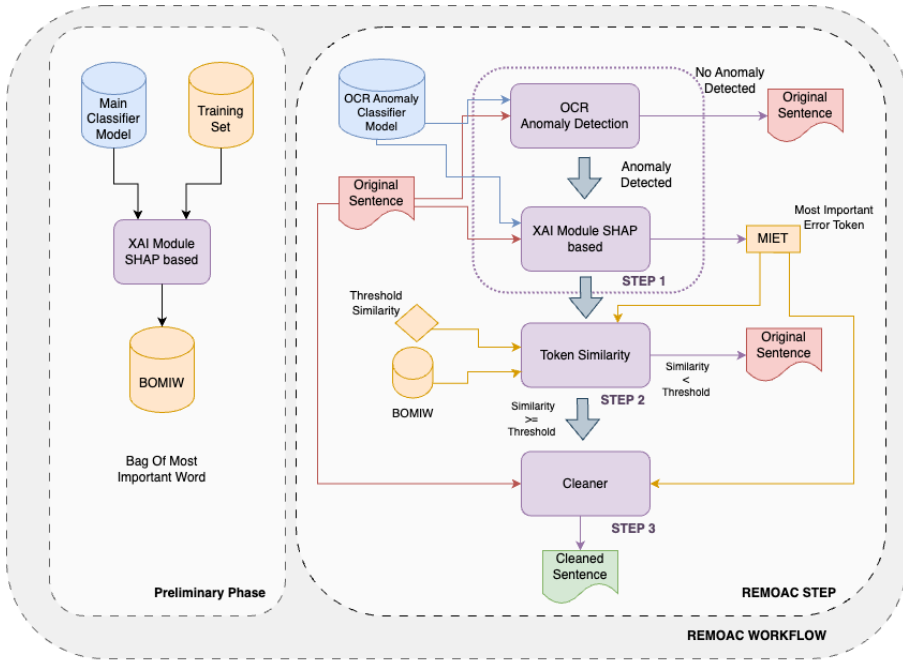 Main
Classifier
Model
Training
Set
XAI Module
SHAP based
BOMIW
Bag Of Most
Important Word
Preliminary Phase
OCR Anomaly
Classifier
Model
OCR
Anomaly Detection
No Anomaly
Detected
Original
Sentence
Anomaly
Detected
Original
Sentence
XAI Module SHAP
based
STEP 1
Most Important
Error Token
MIET
Threshold
Similarity
BOMIW
Token Similarity
STEP 2
Similarity
<
Threshold
Original
Sentence
Similarity
>=
Threshold
Cleaner
STEP 3
Cleaned
Sentence
REMOAC STEP
REMOAC WORKFLOW